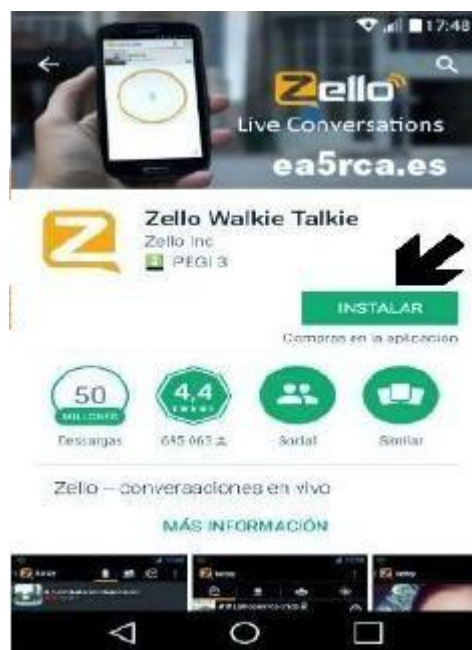 17:48
Zello
Live Conversations
ea5rca.es
Zello Walkie Talkie
Zello Inc
PEGI 3
INSTALAR
Compras en la aplicación
50
MILLONES
4,4
Descargas
Social
Similar
Zello – conversaciones en vivo
MÁS INFORMACIÓN